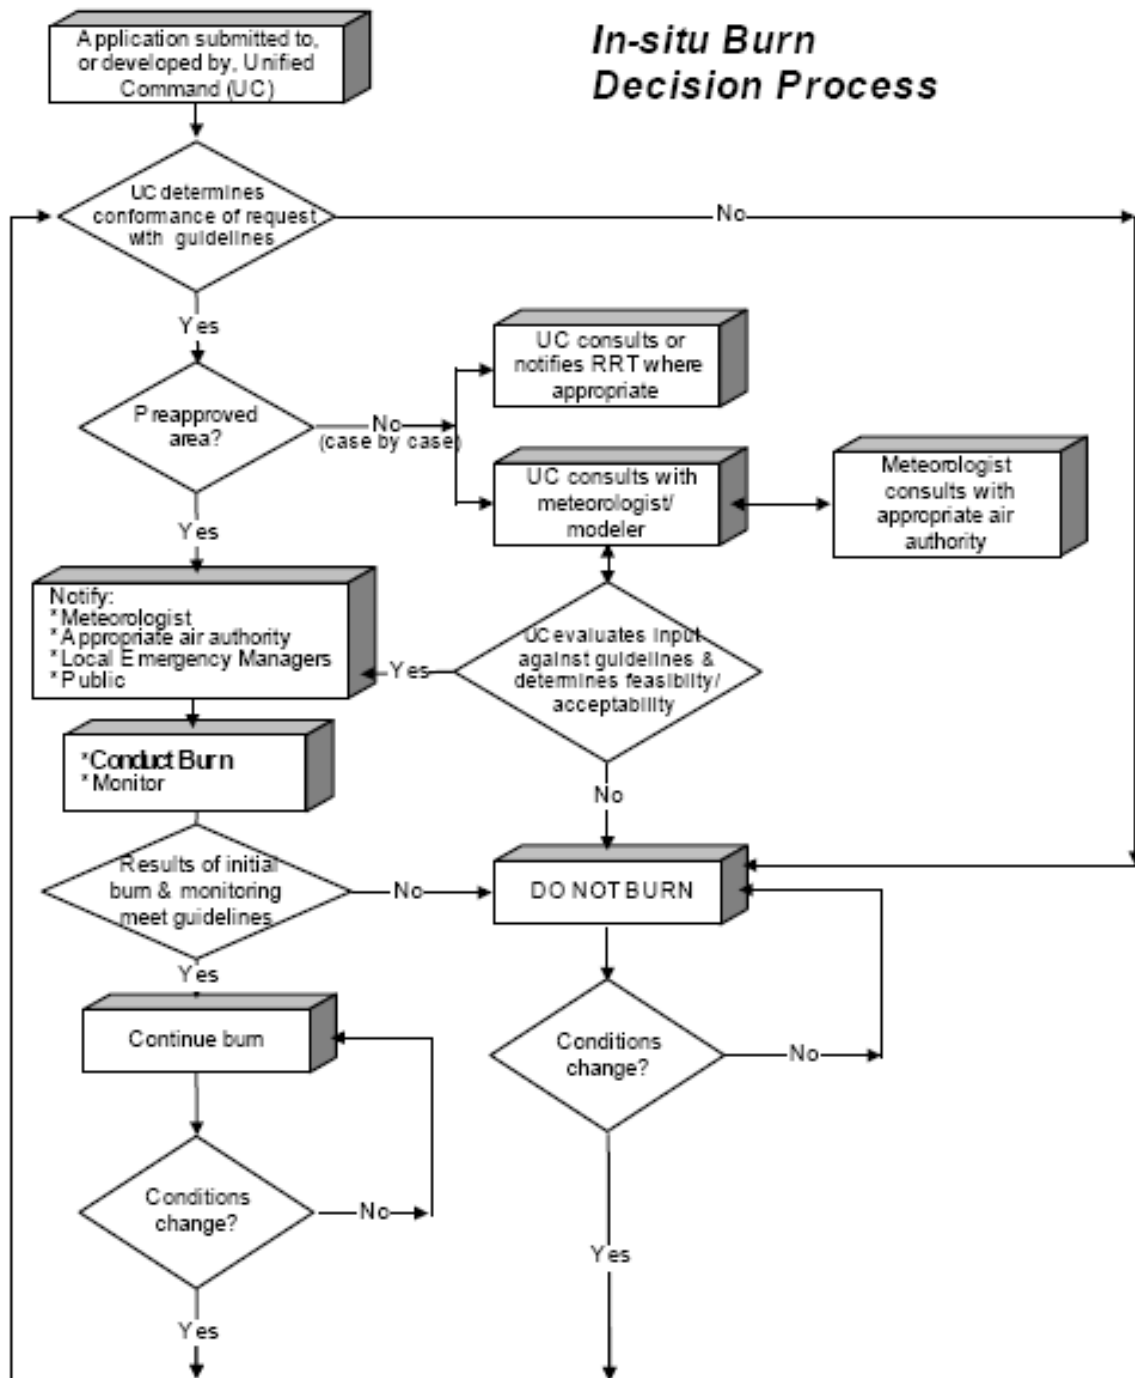 In-situ Burn
Decision Process
Application submitted to,
or developed by, Unified
Command (UC)
UC determines
conformance of request
with guidelines
No
Yes
UC consults or
notifies RRT where
appropriate
Preapproved
area?
No
(case by case)
UC consults with
meteorologist/
modeler
Meteorologist
consults with
appropriate air
authority
Yes
Notify:
*Meteorologist
*Appropriate air authority
*Local Emergency Managers
*Public
UC evaluates input
against guidelines &
determines feasibilty/
acceptability
Yes
*Conduct Burn
*Monitor
No
Results of initial
burn & monitoring
meet guidelines
No
DO NOT BURN
Yes
Continue burn
Conditions
change?
No
Conditions
change?
No
Yes
Yes